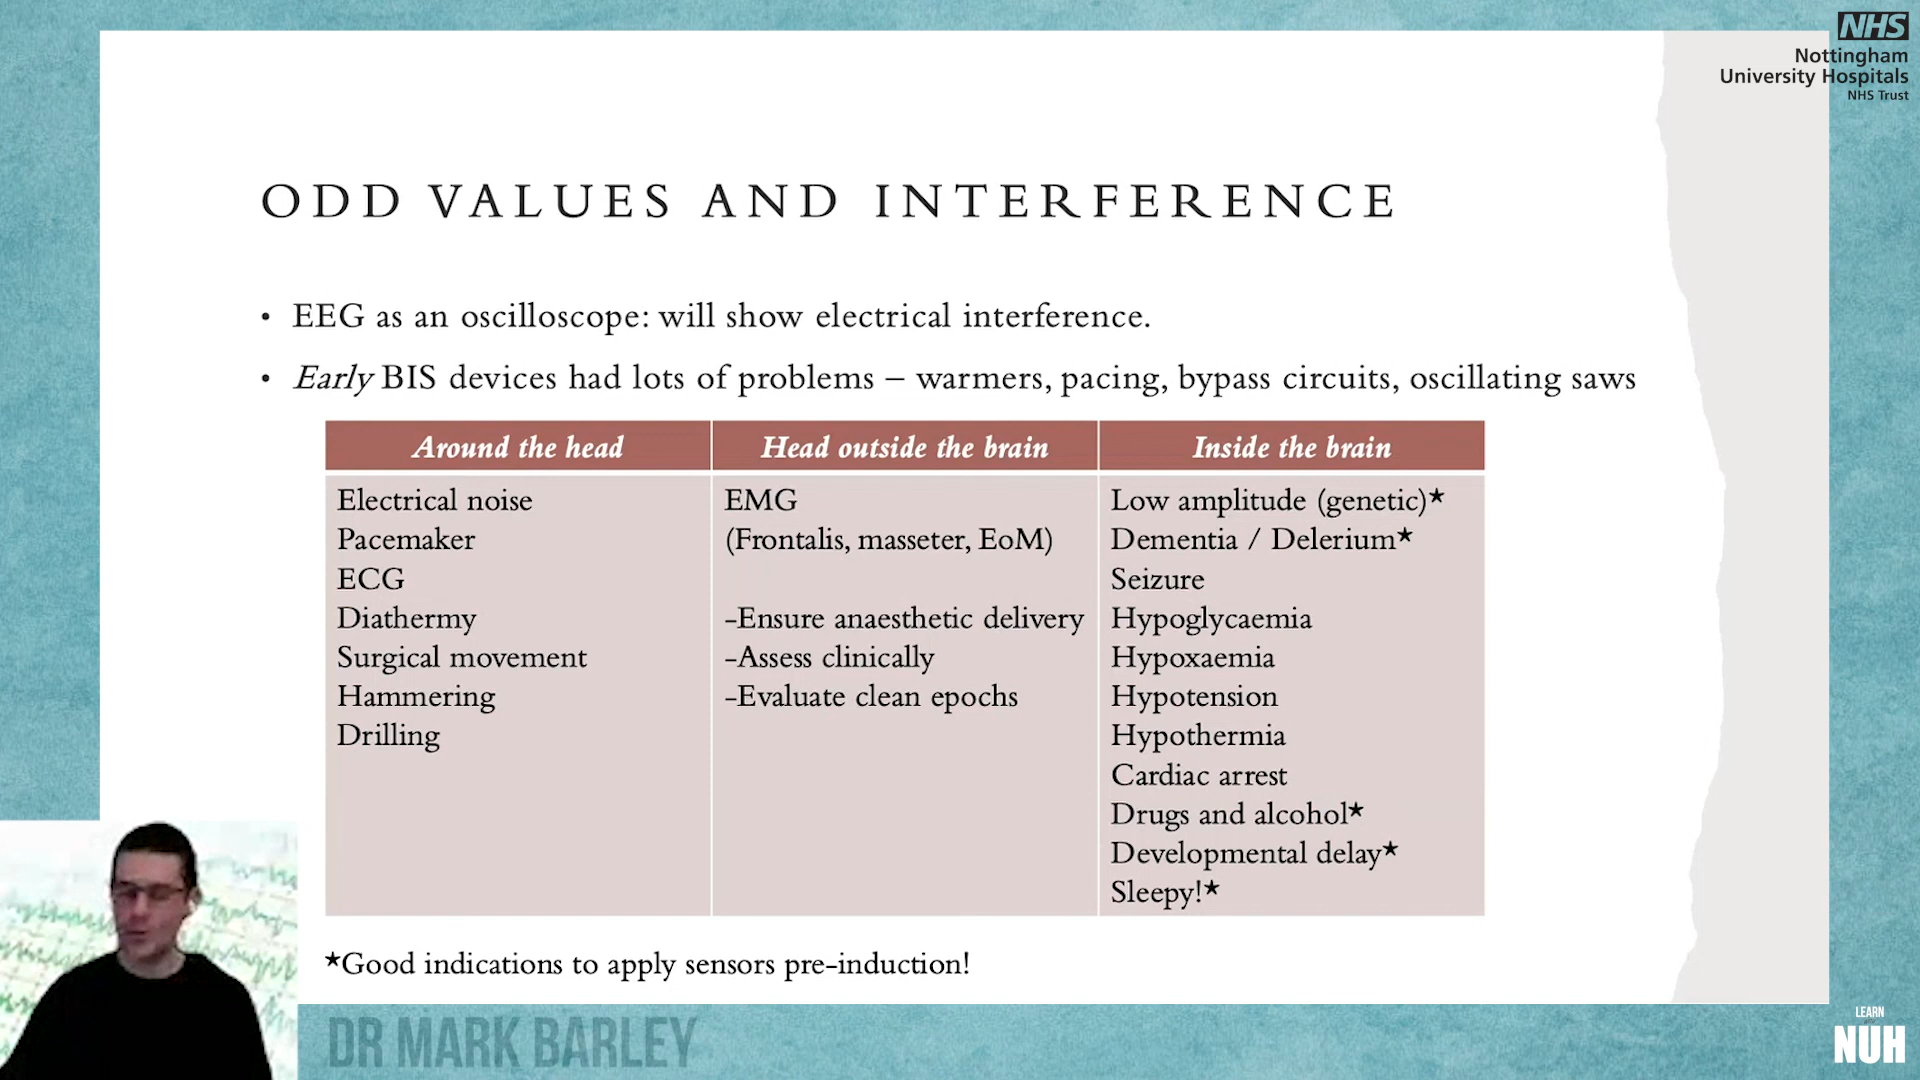 NHS
Nottingham
University Hospitals
NHS Trust
ODD VALUES AND INTERFERENCE
• EEG as an oscilloscope: will show electrical interference.
• Early BIS devices had lots of problems – warmers, pacing, bypass circuits, oscillating saws
Around the head
Electrical noise
Pacemaker
ECG
Diathermy
Surgical movement
Hammering
Drilling
Head outside the brain
EMG
(Frontalis, masseter, EoM)
-Ensure anaesthetic delivery
-Assess clinically
-Evaluate clean epochs
Inside the brain
Low amplitude (genetic)*
Dementia / Delerium*
Seizure
Hypoglycaemia
Hypoxaemia
Hypotension
Hypothermia
Cardiac arrest
Drugs and alcohol*
Developmental delay*
Sleepy!*
*Good indications to apply sensors pre-induction!
DR MARK BARLEY
LEARN
NUH